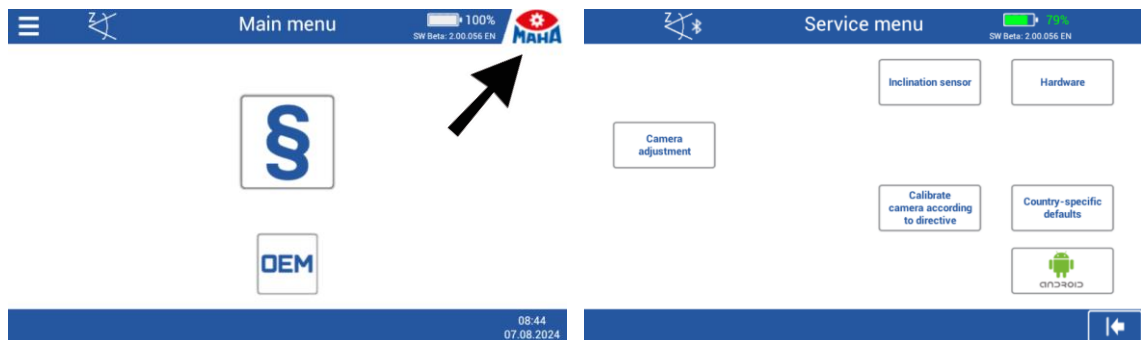 Main menu
100%
SW Beta: 2.00.056 EN
MAHA
§
OEM
08:44
07.08.2024
Service menu
79%
SW Beta: 2.00.056 EN
Inclination sensor
Hardware
Camera
adjustment
Calibrate
camera according
to directive
Country-specific
defaults
ANDROID